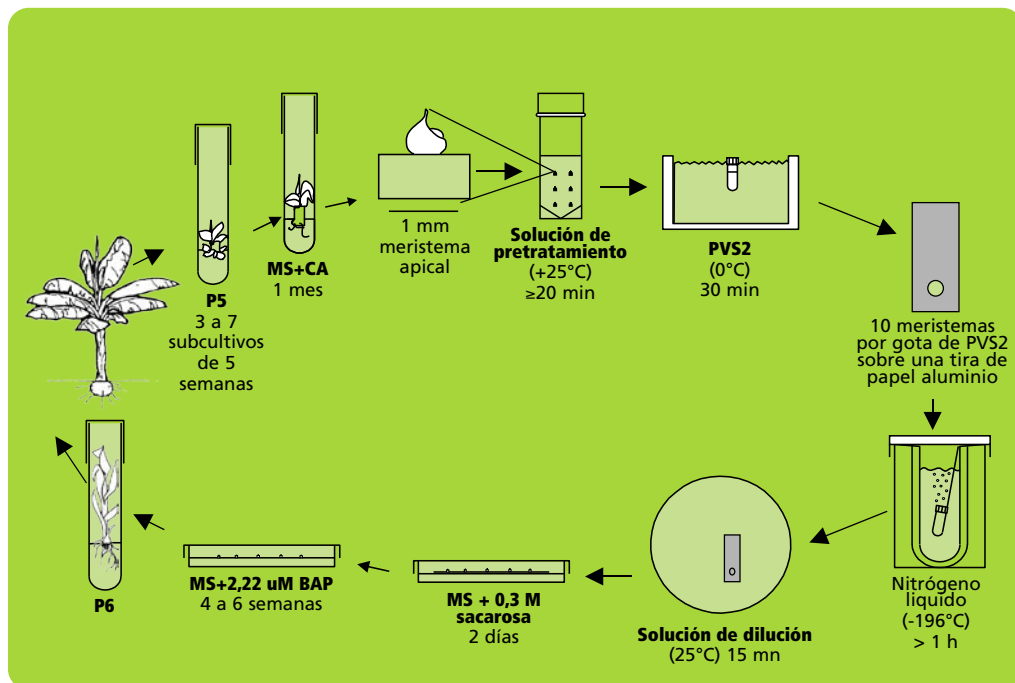 P5
3 a 7
subcultivos
de 5
semanas
MS+CA
1 mes
1 mm
meristema
apical
Solución de
pretratamiento
(+25°C)
≥20 min
PVS2
(0°C)
30 min
10 meristemas
por gota de PVS2
sobre una tira de
papel aluminio
Nitrógeno
liquido
(-196°C)
> 1 h
Solución de dilución
(25°C) 15 mn
MS + 0,3 M
sacarosa
2 días
MS+2,22 uM BAP
4 a 6 semanas
P6